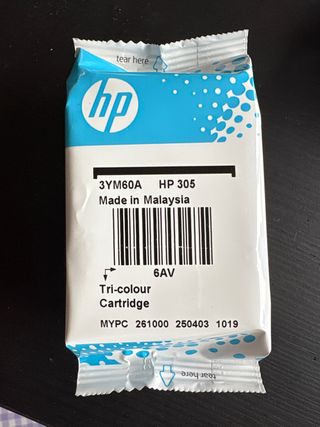 tear here
hp
3YM60A HP 305
Made in Malaysia
6AV
Tri-colour
Cartridge
MYPC 261000 250403 1019
tear here